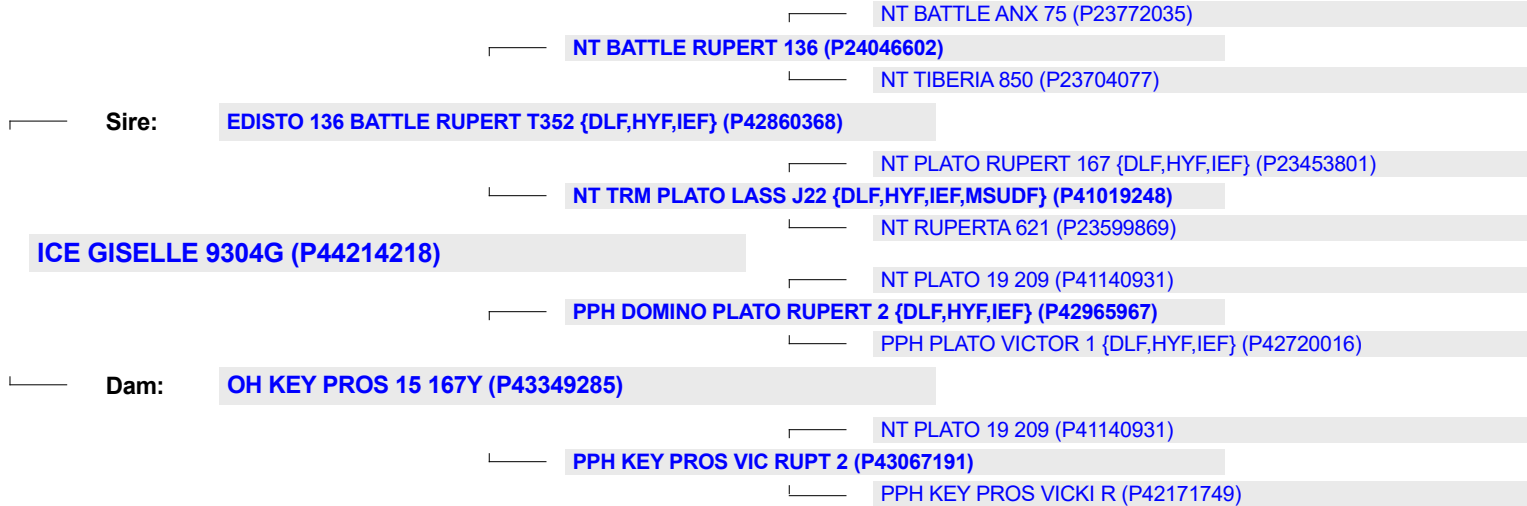 NT BATTLE ANX 75 (P23772035)
NT BATTLE RUPERT 136 (P24046602)
NT TIBERIA 850 (P23704077)
Sire: EDISTO 136 BATTLE RUPERT T352 {DLF,HYF,IEF} (P42860368)
NT PLATO RUPERT 167 {DLF,HYF,IEF} (P23453801)
NT TRM PLATO LASS J22 {DLF,HYF,IEF,MSUDF} (P41019248)
NT RUPERTA 621 (P23599869)
ICE GISELLE 9304G (P44214218)
NT PLATO 19 209 (P41140931)
PPH DOMINO PLATO RUPERT 2 {DLF,HYF,IEF} (P42965967)
PPH PLATO VICTOR 1 {DLF,HYF,IEF} (P42720016)
Dam: OH KEY PROS 15 167Y (P43349285)
NT PLATO 19 209 (P41140931)
PPH KEY PROS VIC RUPT 2 (P43067191)
PPH KEY PROS VICKI R (P42171749)